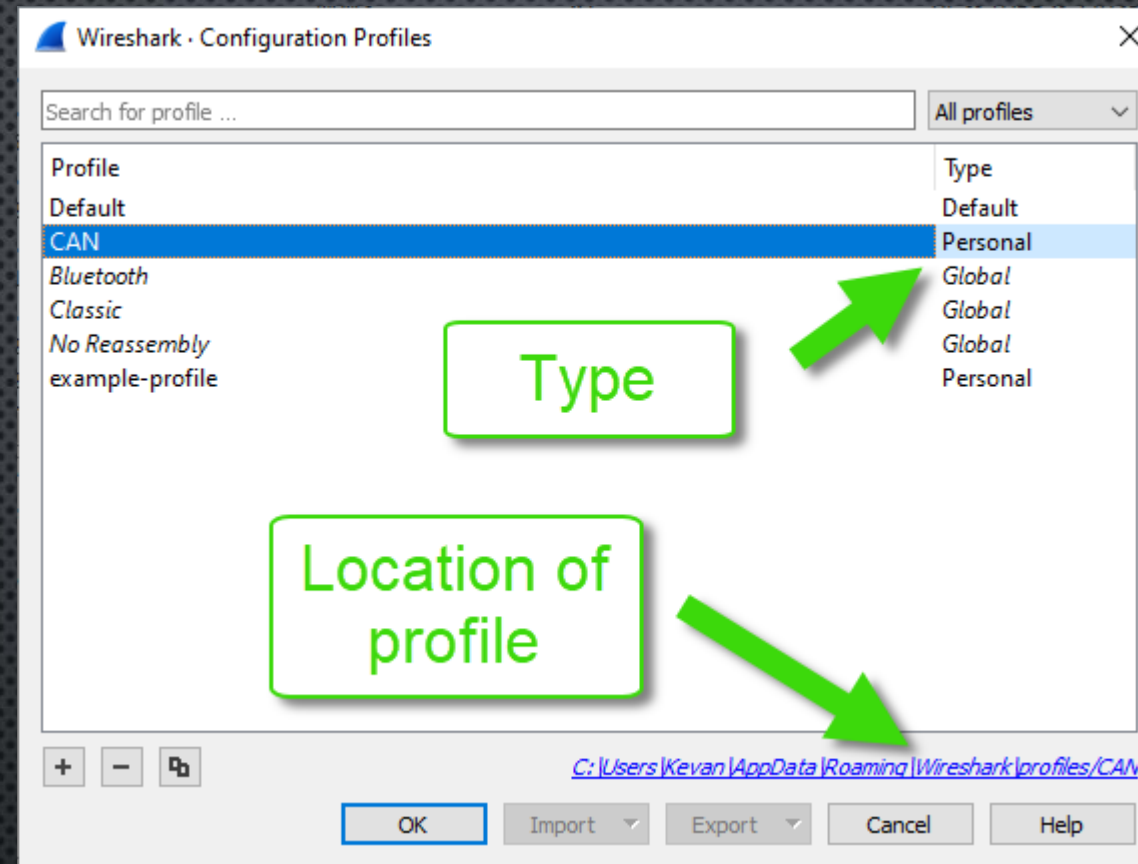 Wireshark · Configuration Profiles
Search for profile ...
All profiles
Profile Type
Default Default
CAN Personal
Bluetooth Global
Classic Global
No Reassembly Global
example-profile Personal
Type
Location of
profile
C:\Users\Kevan\AppData\Roaming\Wireshark\profiles/CAN
OK Import Export Cancel Help